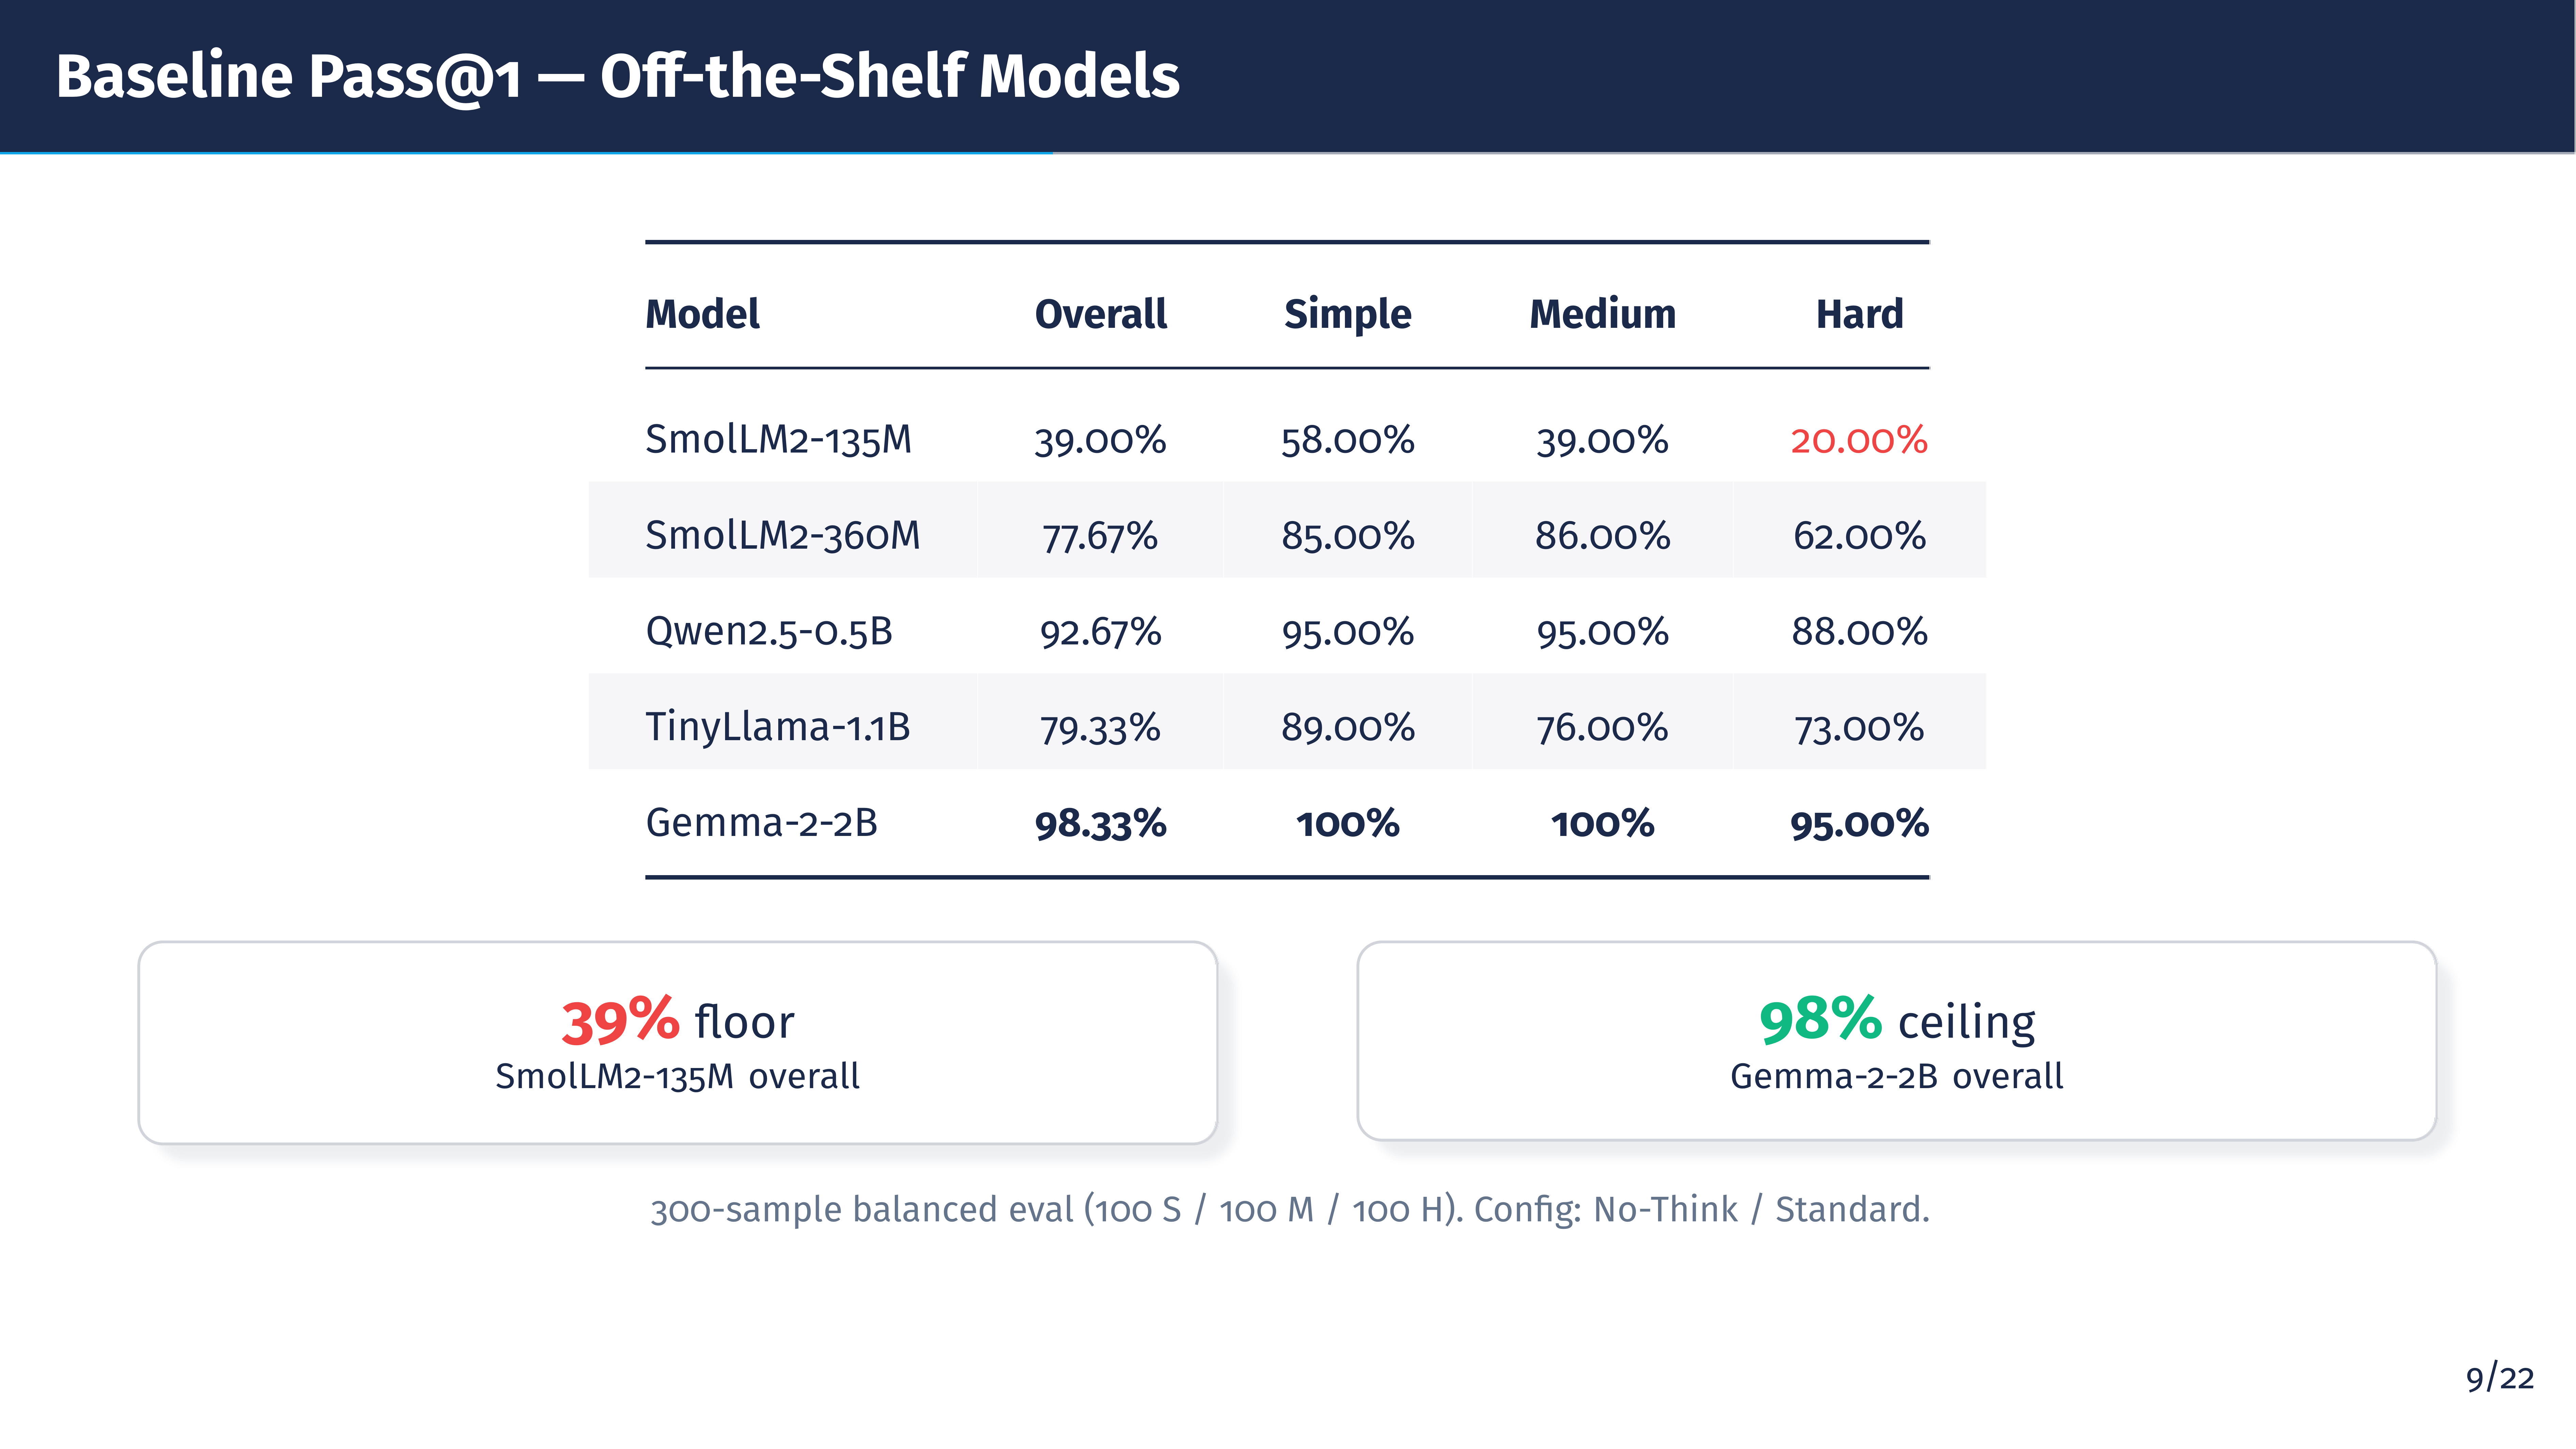 Baseline Pass@1 — Off-the-Shelf Models
Model Overall Simple Medium Hard
SmolLM2-135M 39.00% 58.00% 39.00% 20.00%
SmolLM2-360M 77.67% 85.00% 86.00% 62.00%
Qwen2.5-0.5B 92.67% 95.00% 95.00% 88.00%
TinyLlama-1.1B 79.33% 89.00% 76.00% 73.00%
Gemma-2-2B 98.33% 100% 100% 95.00%
39% floor
SmolLM2-135M overall
98% ceiling
Gemma-2-2B overall
300-sample balanced eval (100 S / 100 M / 100 H). Config: No-Think / Standard.
9/22